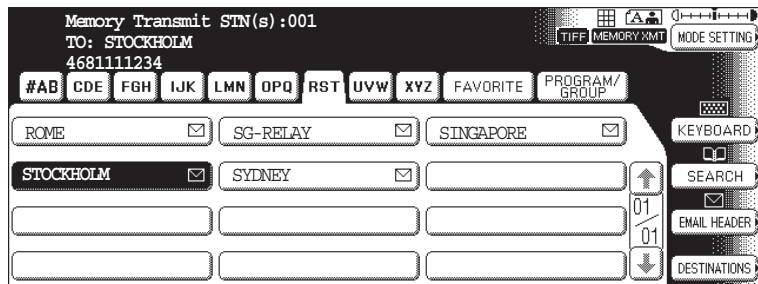 Memory Transmit STN(s):001
TO: STOCKHOLM
4681111234
TIFF MEMORY XMT MODE SETTING
#AB CDE FGH IJK LMN OPQ RST UVW XYZ FAVORITE PROGRAM/
GROUP
ROME SG-RELAY SINGAPORE KEYBOARD
STOCKHOLM SYDNEY SEARCH
01
EMAIL HEADER
01
DESTINATIONS